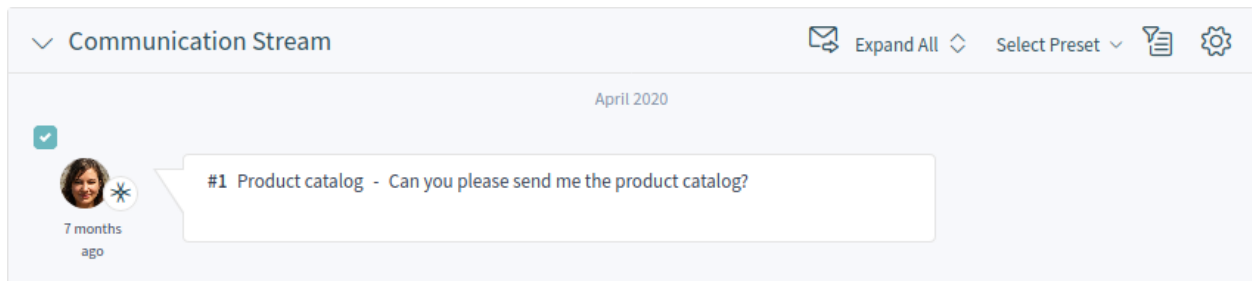 Communication Stream
Expand All
Select Preset
April 2020
#1 Product catalog - Can you please send me the product catalog?
7 months
ago